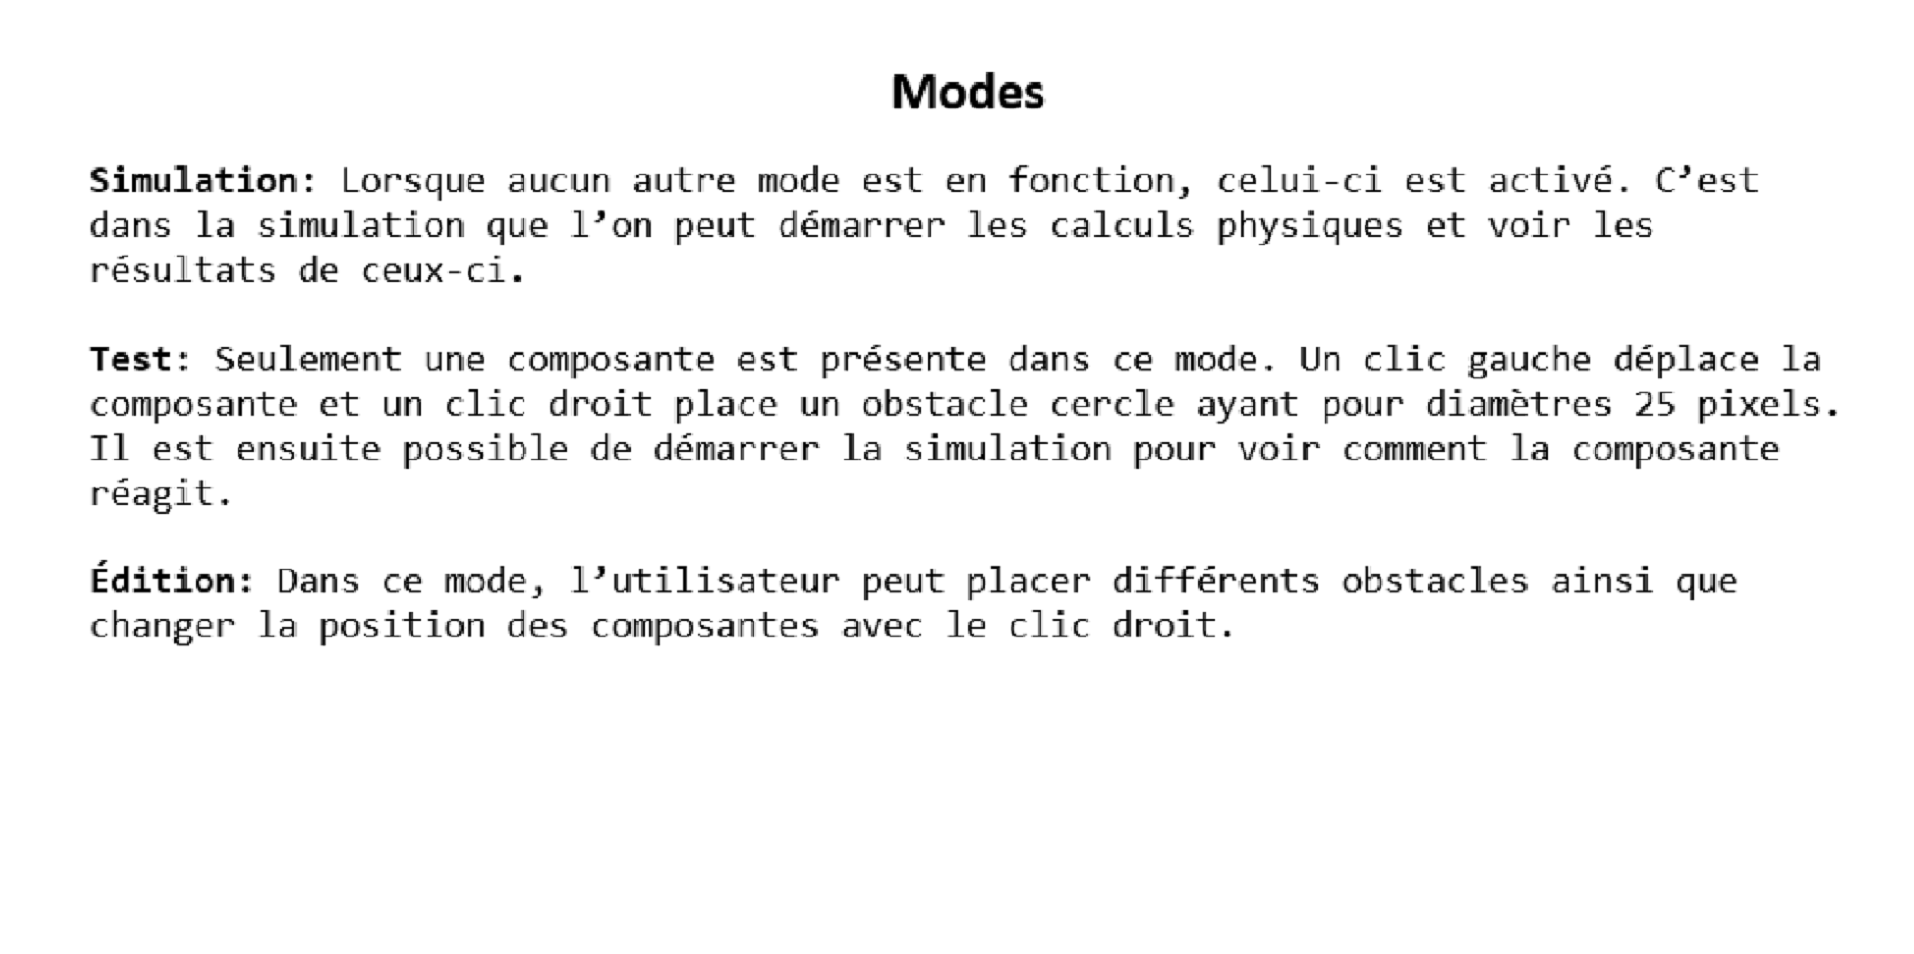 Modes
Simulation: Lorsque aucun autre mode est en fonction, celui-ci est activé. C’est
dans la simulation que l’on peut démarrer les calculs physiques et voir les
résultats de ceux-ci.
Test: Seulement une composante est présente dans ce mode. Un clic gauche déplace la
composante et un clic droit place un obstacle cercle ayant pour diamètres 25 pixels.
Il est ensuite possible de démarrer la simulation pour voir comment la composante
réagit.
Édition: Dans ce mode, l’utilisateur peut placer différents obstacles ainsi que
changer la position des composantes avec le clic droit.